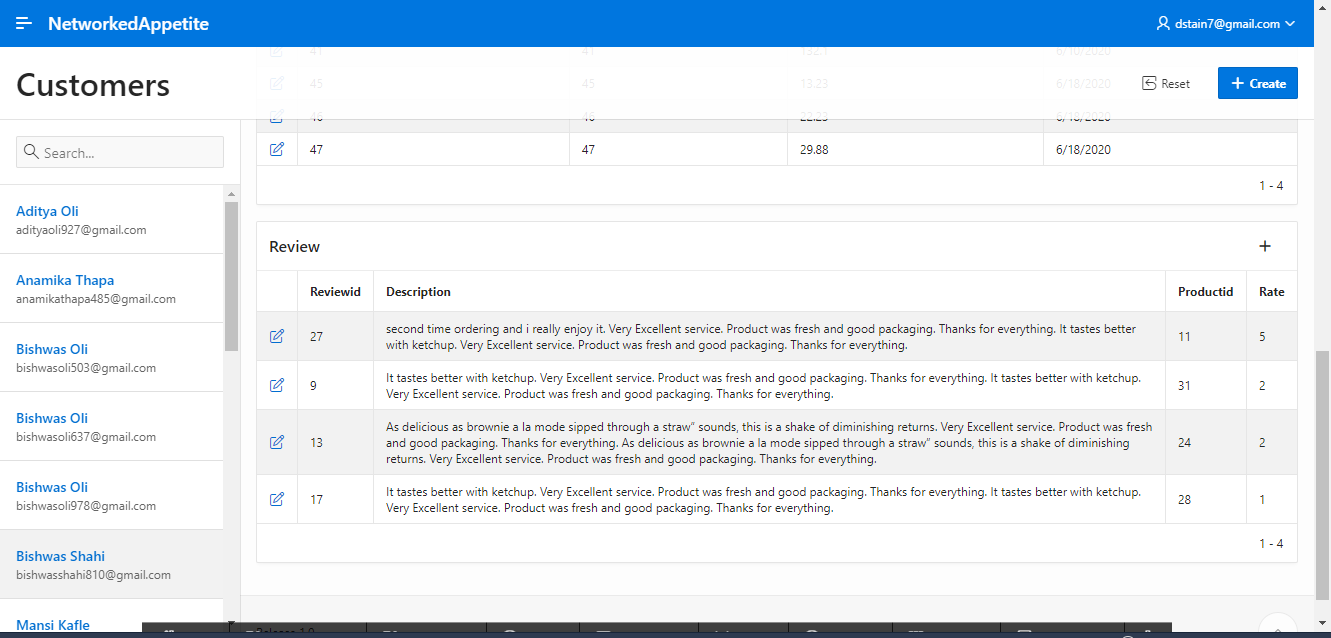 NetworkedAppetite
dstain7@gmail.com
Customers
Reset
Create
Search...
41 41 132.1 6/10/2020
45 45 13.23 6/18/2020
6/18/2020
47 47 29.88 6/18/2020
1 - 4
Aditya Oli
adityaoli927@gmail.com
Anamika Thapa
anamikathapa485@gmail.com
Bishwas Oli
bishwasoli503@gmail.com
Bishwas Oli
bishwasoli637@gmail.com
Bishwas Oli
bishwasoli978@gmail.com
Bishwas Shahi
bishwasshahi810@gmail.com
Mansi Kafle
Review
Reviewid Description Productid Rate
27 second time ordering and i really enjoy it. Very Excellent service. Product was fresh and good packaging. Thanks for everything. It tastes better 11 5
with ketchup. Very Excellent service. Product was fresh and good packaging. Thanks for everything.
9 It tastes better with ketchup. Very Excellent service. Product was fresh and good packaging. Thanks for everything. It tastes better with ketchup. 31 2
Very Excellent service. Product was fresh and good packaging. Thanks for everything.
As delicious as brownie a la mode sipped through a straw” sounds, this is a shake of diminishing returns. Very Excellent service. Product was fresh
13 and good packaging. Thanks for everything. As delicious as brownie a la mode sipped through a straw” sounds, this is a shake of diminishing 24 2
returns. Very Excellent service. Product was fresh and good packaging. Thanks for everything.
17 It tastes better with ketchup. Very Excellent service. Product was fresh and good packaging. Thanks for everything. It tastes better with ketchup. 28 1
Very Excellent service. Product was fresh and good packaging. Thanks for everything.
1 - 4
Release 1.0